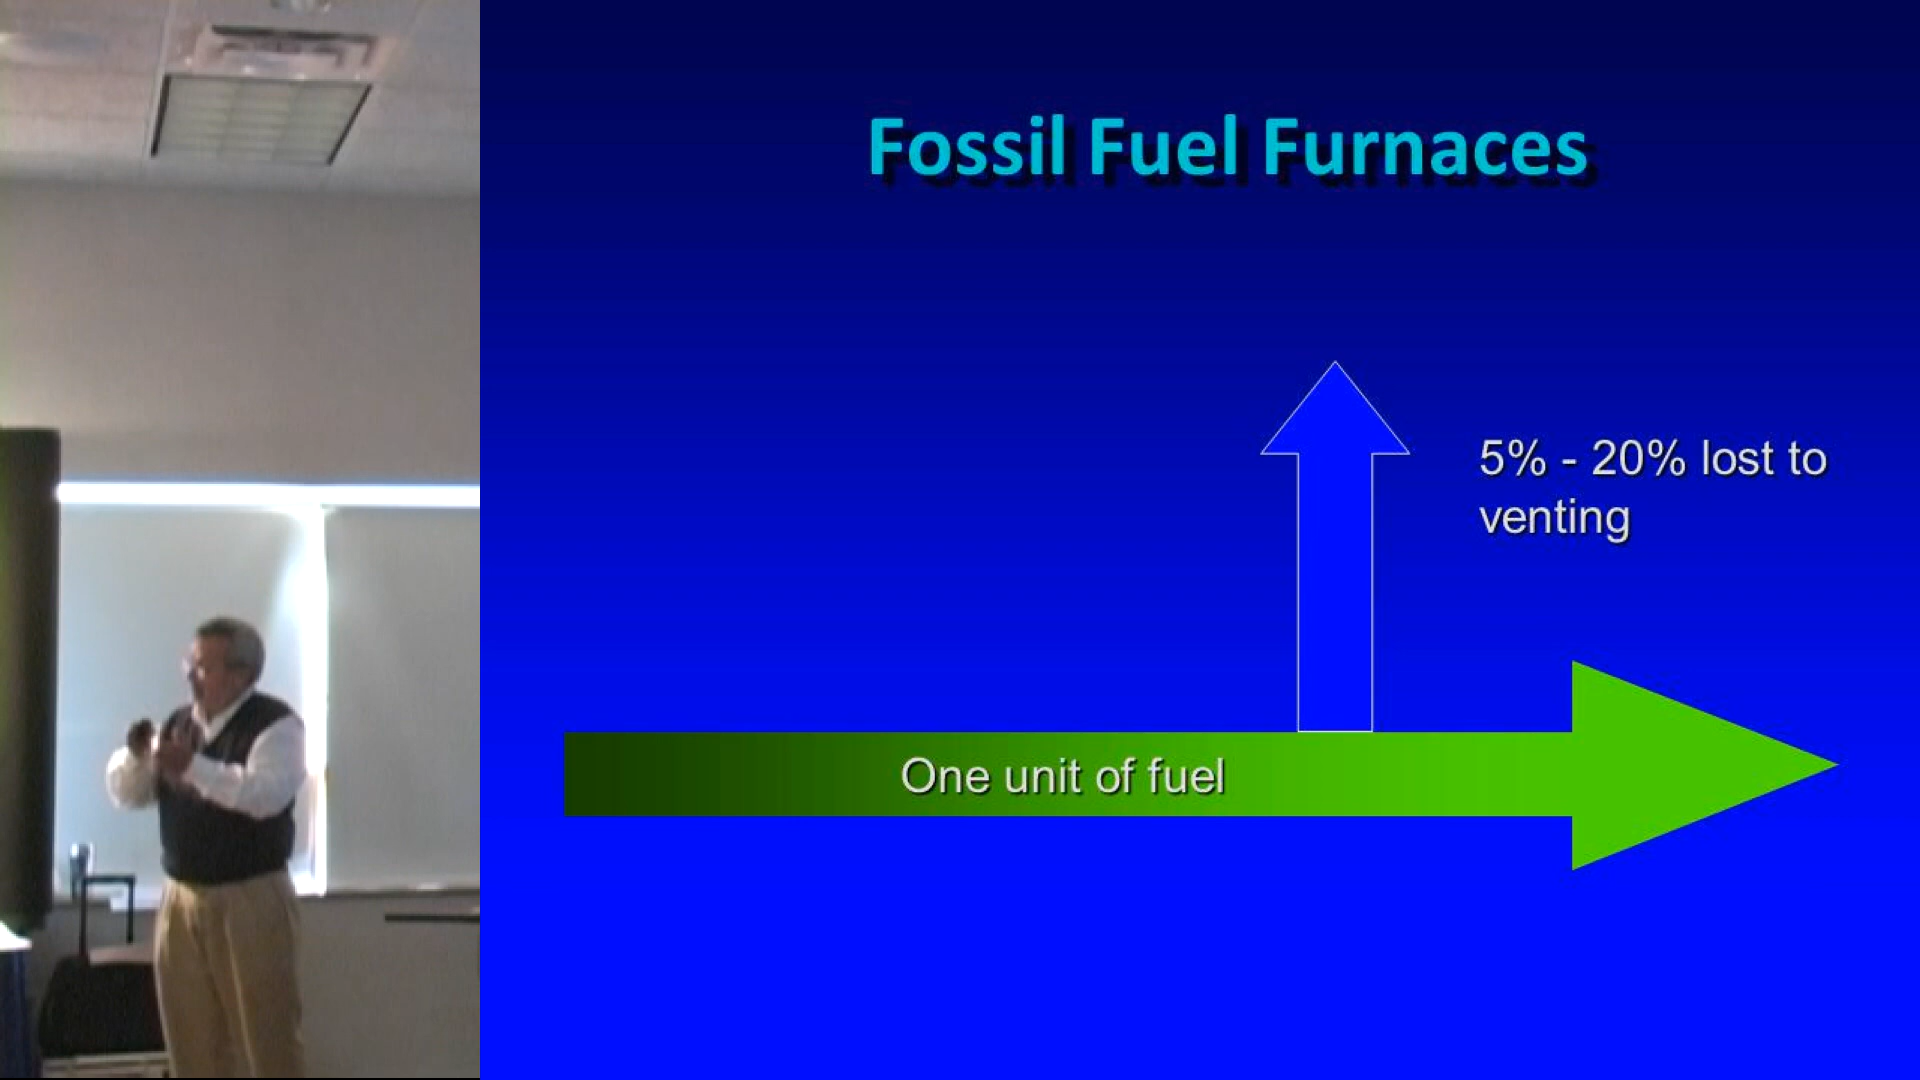 Fossil Fuel Furnaces
5% - 20% lost to
venting
One unit of fuel